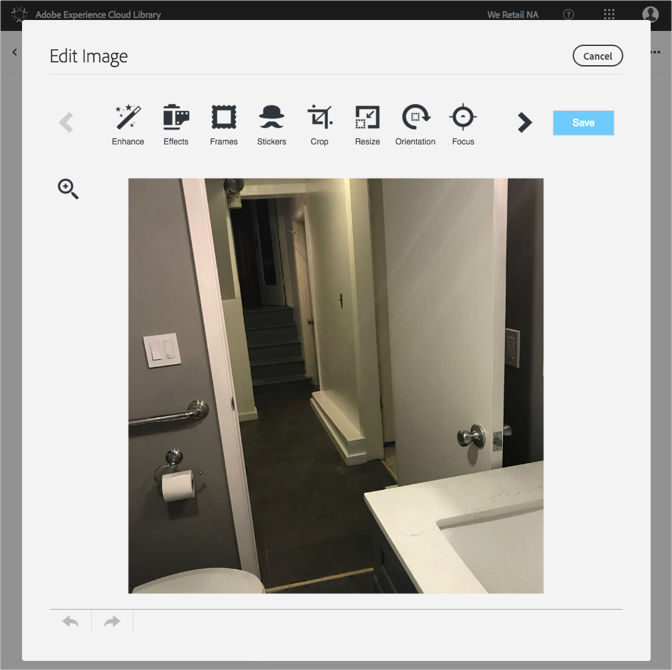 Adobe Experience Cloud Library
We Retail NA
?
Edit Image
Cancel
Enhance
Effects
Frames
Stickers
Crop
Resize
Orientation
Focus
Save